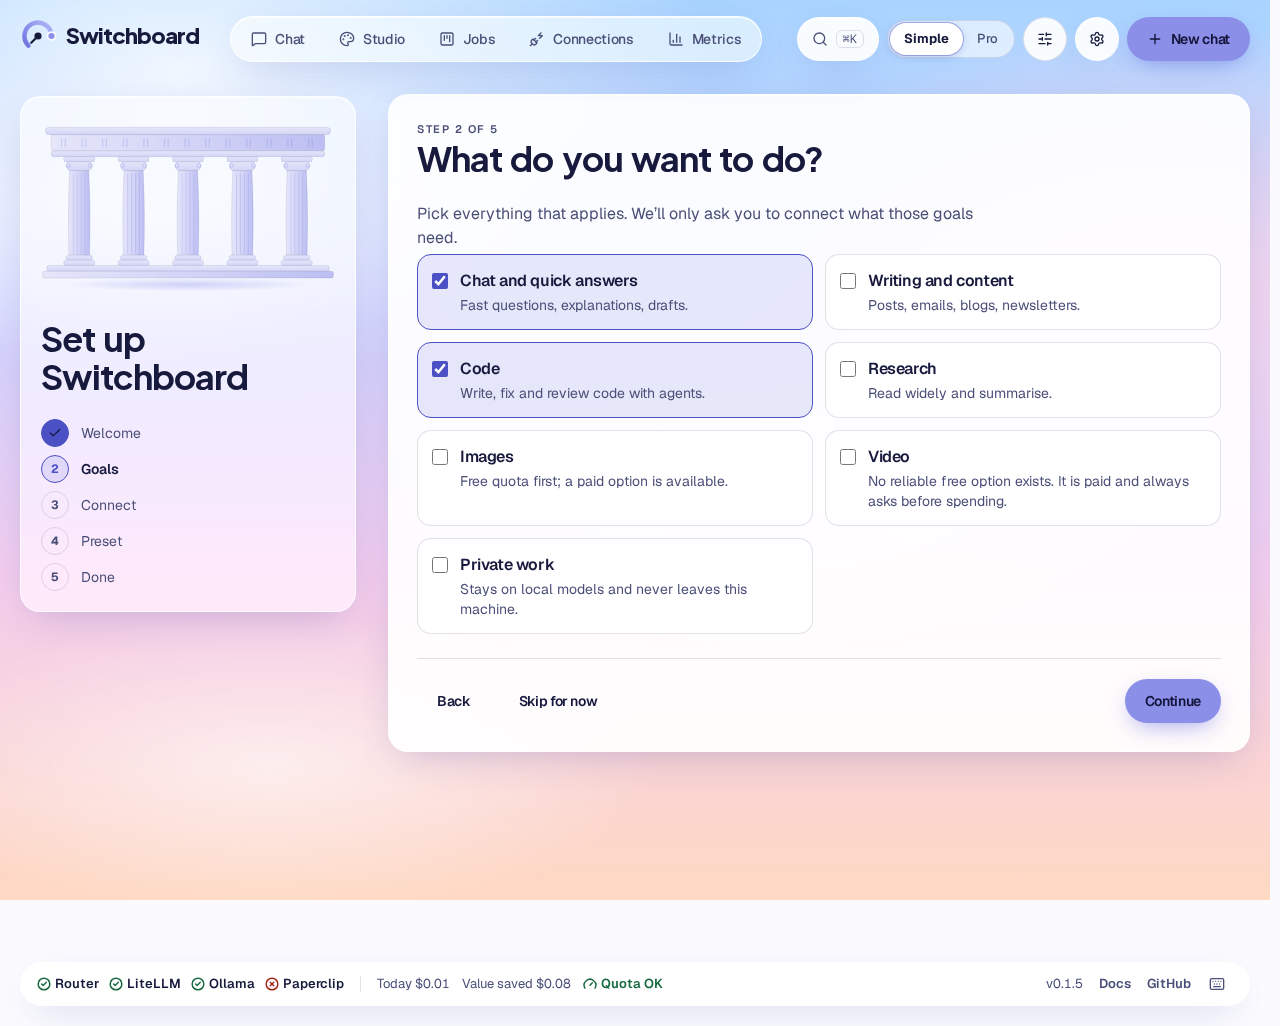 Switchboard
Chat
Studio
Jobs
Connections
Metrics
⌘K
Simple
Pro
New chat
Set up
Switchboard
Welcome
2
Goals
3
Connect
4
Preset
5
Done
STEP 2 OF 5
What do you want to do?
Pick everything that applies. We’ll only ask you to connect what those goals
need.
Chat and quick answers
Fast questions, explanations, drafts.
Writing and content
Posts, emails, blogs, newsletters.
Code
Write, fix and review code with agents.
Research
Read widely and summarise.
Images
Free quota first; a paid option is available.
Video
No reliable free option exists. It is paid and always
asks before spending.
Private work
Stays on local models and never leaves this
machine.
Back
Skip for now
Continue
Router
LiteLLM
Ollama
Paperclip
Today $0.01
Value saved $0.08
Quota OK
v0.1.5
Docs
GitHub